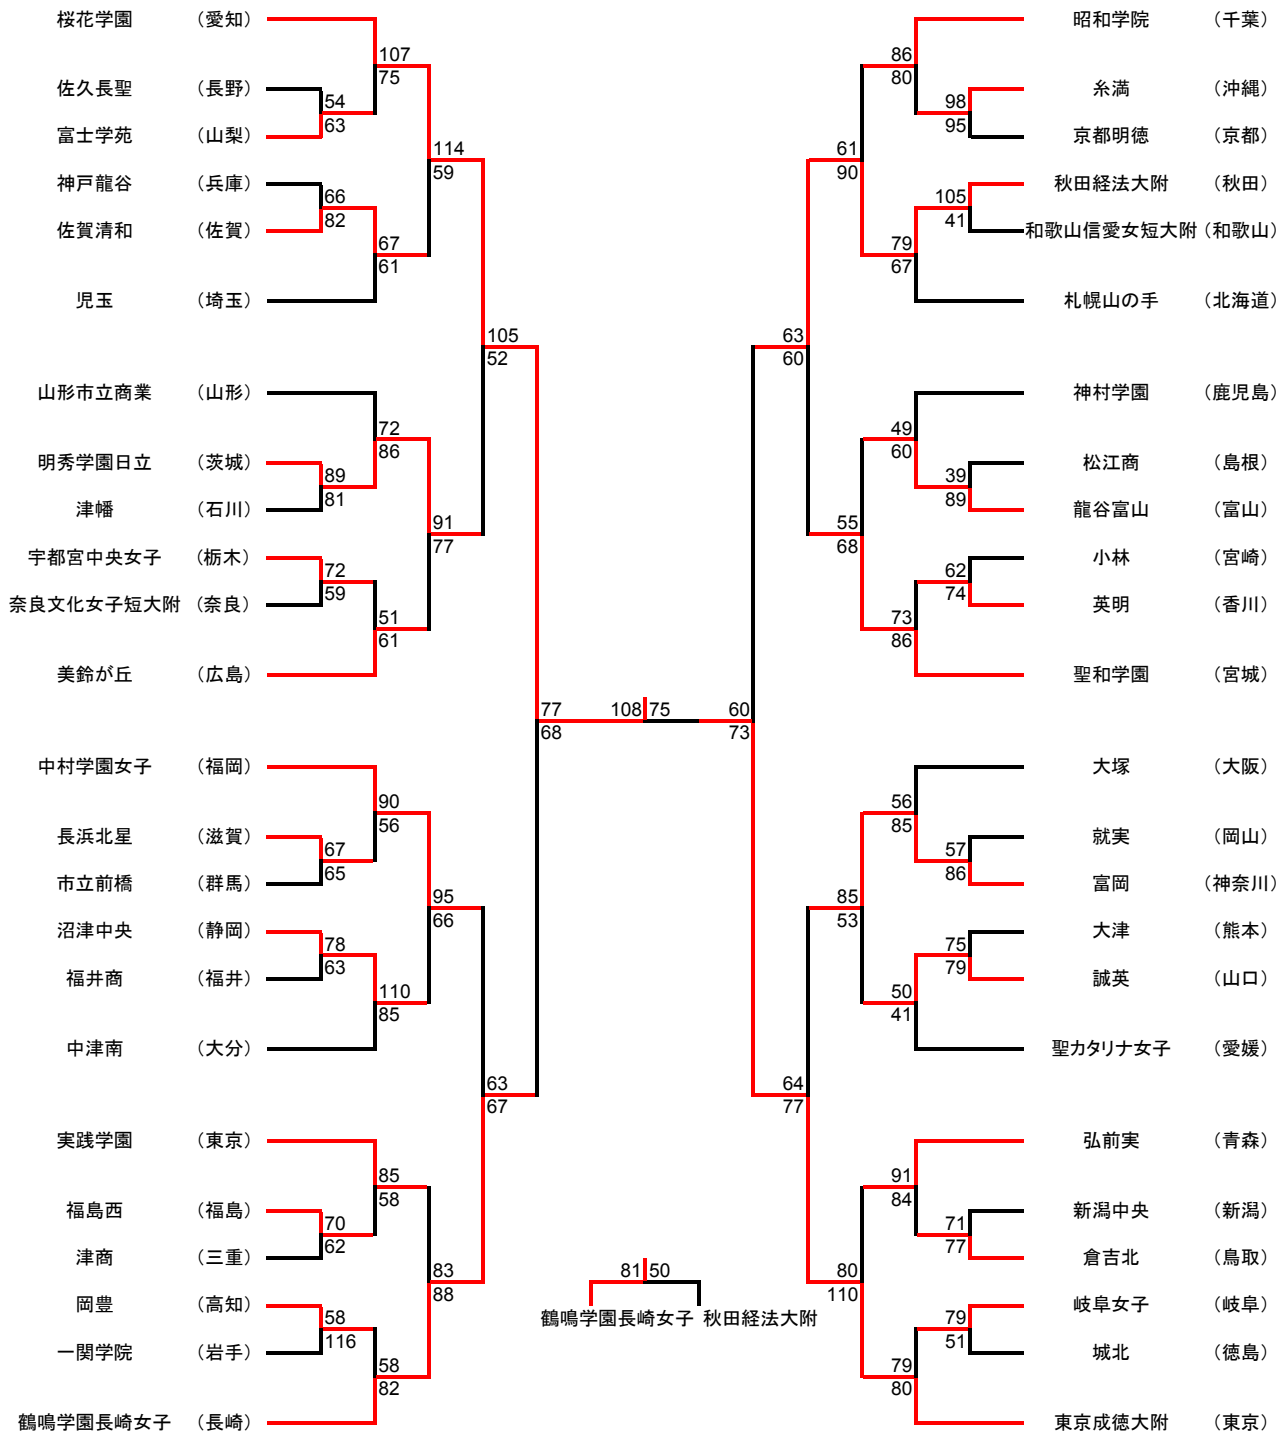 桜花学園 （愛知）
107
75
佐久長聖 （長野）
54
63
富士学苑 （山梨）
114
59
神戸龍谷 （兵庫）
66
82
佐賀清和 （佐賀）
67
61
児玉 （埼玉）
105
52
山形市立商業 （山形）
72
86
明秀学園日立 （茨城）
89
81
津幡 （石川）
91
77
宇都宮中央女子 （栃木）
72
59
奈良文化女子短大附 （奈良）
51
61
美鈴が丘 （広島）
77
68
中村学園女子 （福岡）
90
56
長浜北星 （滋賀）
67
65
市立前橋 （群馬）
95
66
沼津中央 （静岡）
78
63
福井商 （福井）
110
85
中津南 （大分）
63
67
実践学園 （東京）
85
58
福島西 （福島）
70
62
津商 （三重）
83
88
岡豊 （高知）
58
116
一関学院 （岩手）
58
82
鶴鳴学園長崎女子 （長崎）
108 75
81 50
鶴鳴学園長崎女子 秋田経法大附
昭和学院 （千葉）
86
80
糸満 （沖縄）
98
95
京都明徳 （京都）
61
90
秋田経法大附 （秋田）
105
41
和歌山信愛女短大附 （和歌山）
79
67
札幌山の手 （北海道）
63
60
神村学園 （鹿児島）
49
60
松江商 （島根）
39
89
龍谷富山 （富山）
55
68
小林 （宮崎）
62
74
英明 （香川）
73
86
聖和学園 （宮城）
60
73
大塚 （大阪）
56
85
就実 （岡山）
57
86
富岡 （神奈川）
85
53
大津 （熊本）
75
79
誠英 （山口）
50
41
聖カタリナ女子 （愛媛）
64
77
弘前実 （青森）
91
84
新潟中央 （新潟）
71
77
倉吉北 （鳥取）
80
110
岐阜女子 （岐阜）
79
51
城北 （徳島）
79
80
東京成徳大附 （東京）